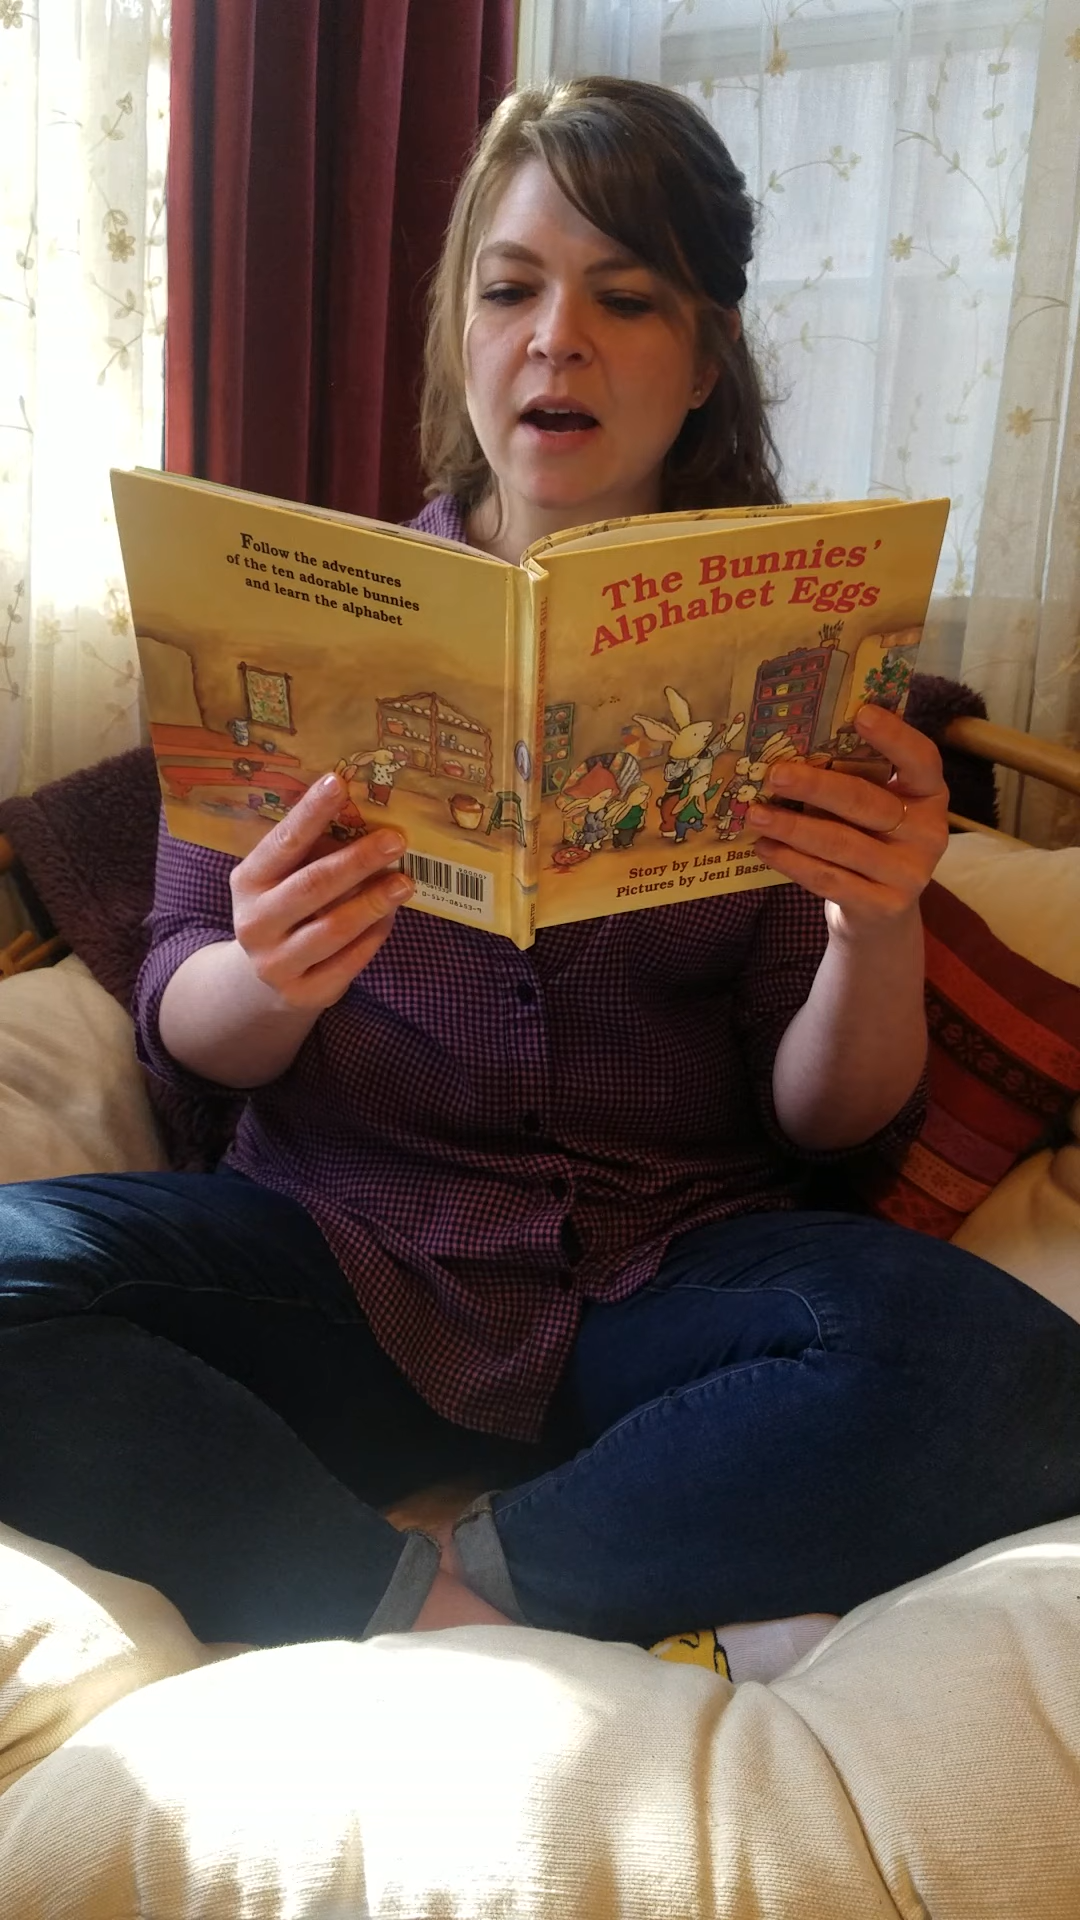 Follow the adventures
of the ten adorable bunnies
and learn the alphabet
The Bunnies'
Alphabet Eggs
Story by Lisa
Pictures by Jeni